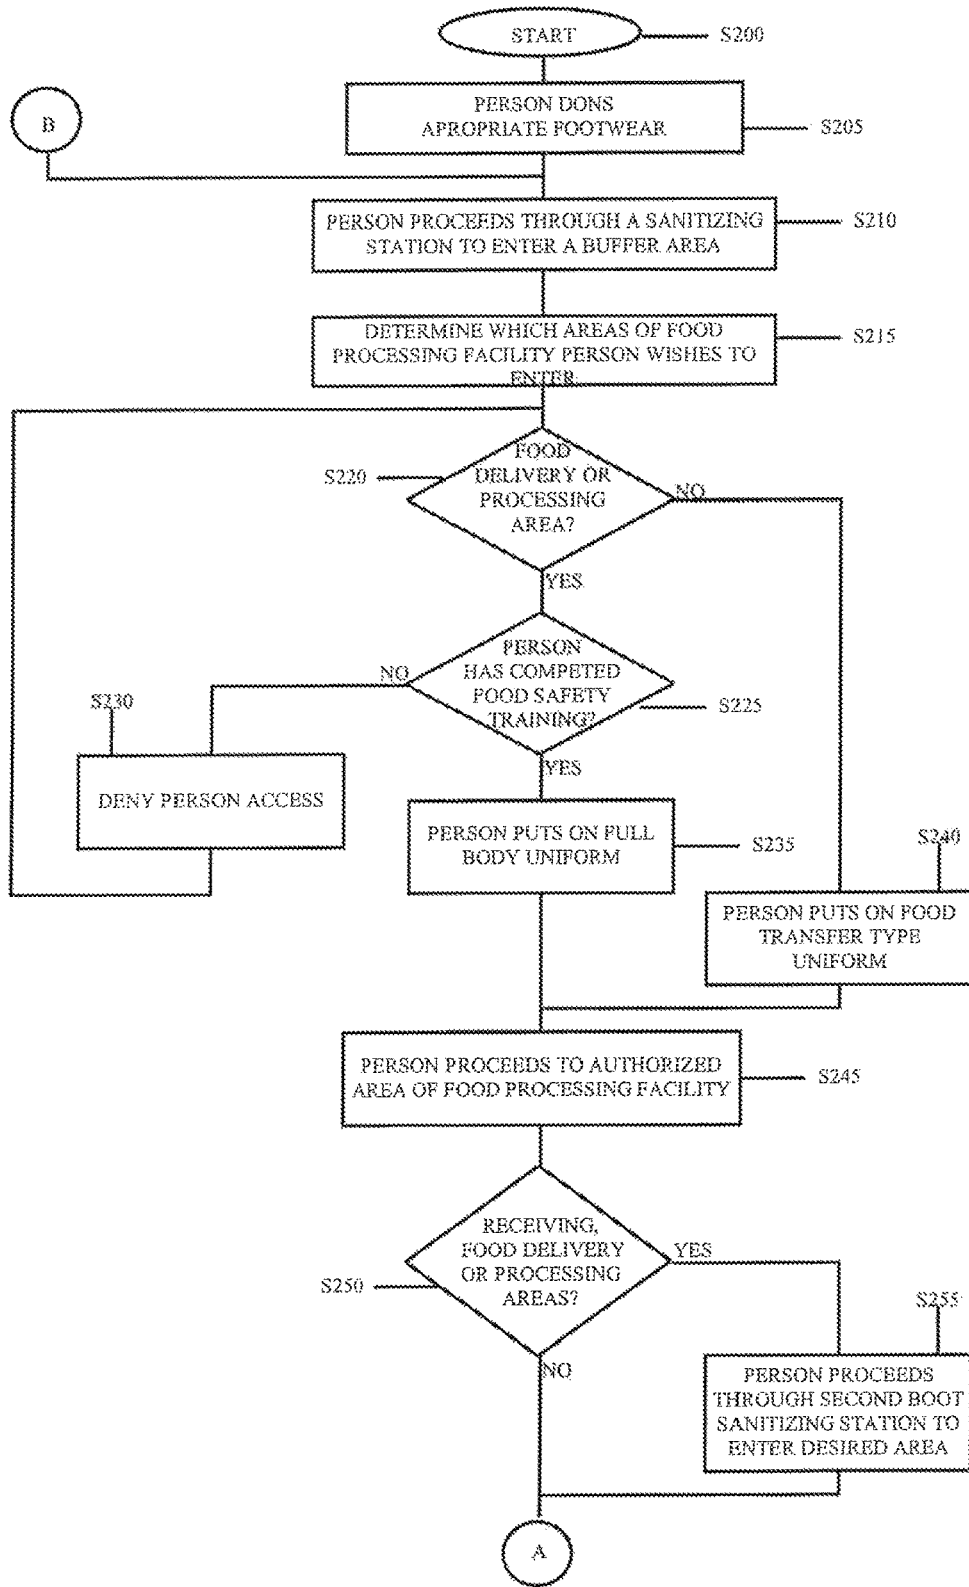 START
S200
PERSON DONS
APROPRIATE FOOTWEAR
S205
B
PERSON PROCEEDS THROUGH A SANITIZING
STATION TO ENTER A BUFFER AREA
S210
DETERMINE WHICH AREAS OF FOOD
PROCESSING FACILITY PERSON WISHES TO
ENTER
S215
FOOD
DELIVERY OR
PROCESSING
AREA?
S220
NO
YES
PERSON
HAS COMPETED
FOOD SAFETY
TRAINING?
NO
S225
S230
YES
DENY PERSON ACCESS
PERSON PUTS ON FULL
BODY UNIFORM
S235
S240
PERSON PUTS ON FOOD
TRANSFER TYPE
UNIFORM
PERSON PROCEEDS TO AUTHORIZED
AREA OF FOOD PROCESSING FACILITY
S245
RECEIVING,
FOOD DELIVERY
OR PROCESSING
AREAS?
YES
S250
S255
NO
PERSON PROCEEDS
THROUGH SECOND BOOT
SANITIZING STATION TO
ENTER DESIRED AREA
A